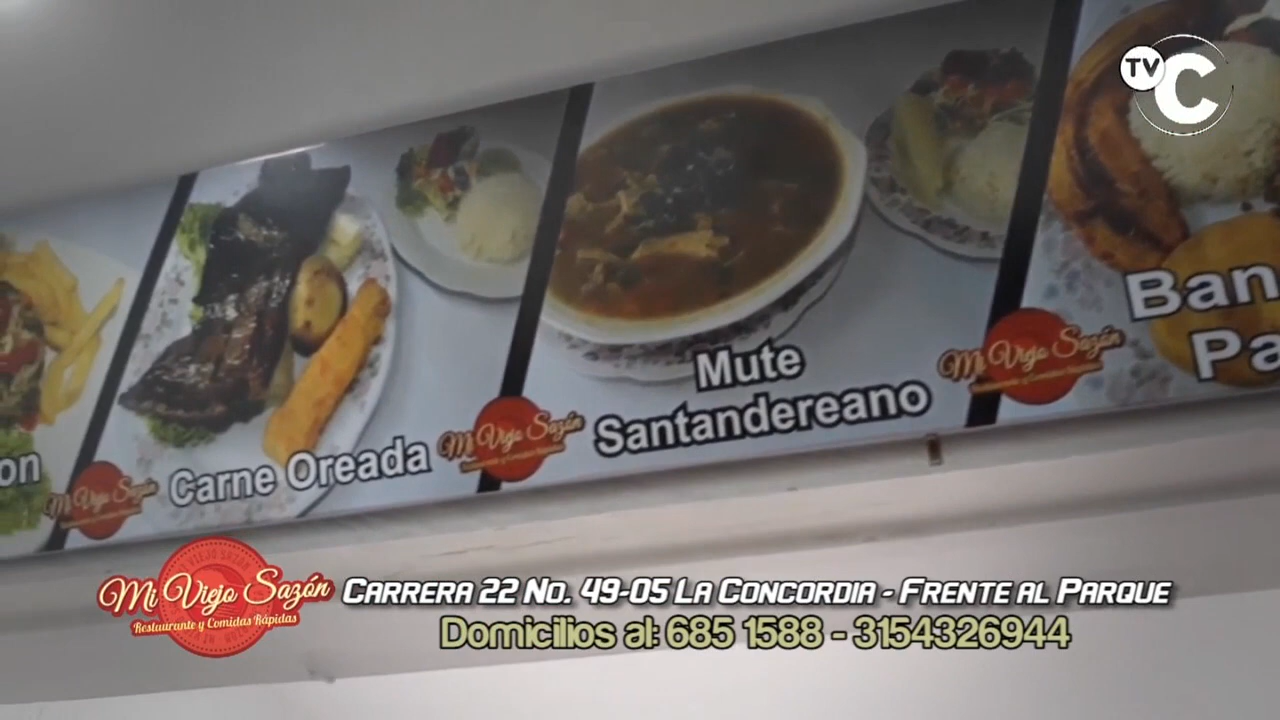 TV C
Ban
Pa
Mute
Santandereano
Mi Viejo Sazón
Carne Oreada
Mi Viejo Sazón
on
Mi Viejo Sazón
VIEJO SAZÓN
Mi Viejo Sazón
Restaurante y Comidas Rápidas
CARRERA 22 NO. 49-05 LA CONCORDIA - FRENTE AL PARQUE
Domicilios al: 685 1588 - 3154326944